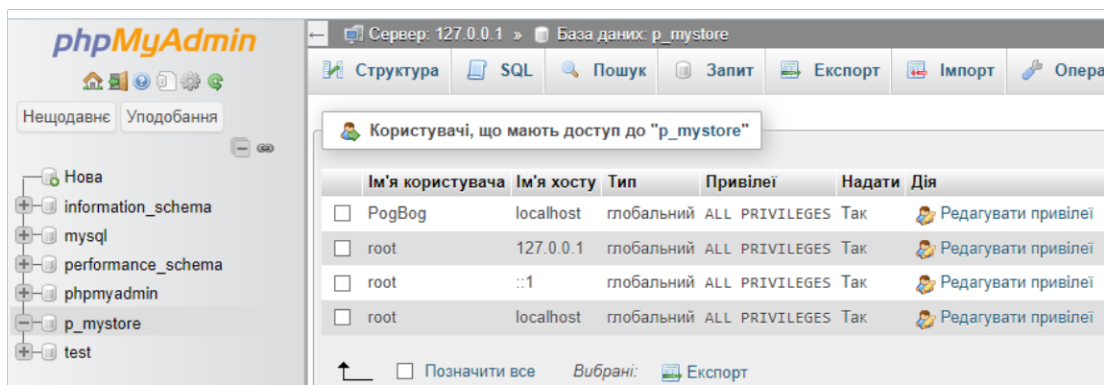 phpMyAdmin
Нещодавнє Уподобання
Нова
information_schema
mysql
performance_schema
phpmyadmin
p_mystore
test
Сервер: 127.0.0.1 » База даних: p_mystore
Структура SQL Пошук Запит Експорт Імпорт Опера
Користувачі, що мають доступ до "p_mystore"
Ім'я користувача Ім'я хосту Тип Привілеї Надати Дія
PogBog localhost глобальний ALL PRIVILEGES Так Редагувати привілеї
root 127.0.0.1 глобальний ALL PRIVILEGES Так Редагувати привілеї
root ::1 глобальний ALL PRIVILEGES Так Редагувати привілеї
root localhost глобальний ALL PRIVILEGES Так Редагувати привілеї
Позначити все Вибрані: Експорт